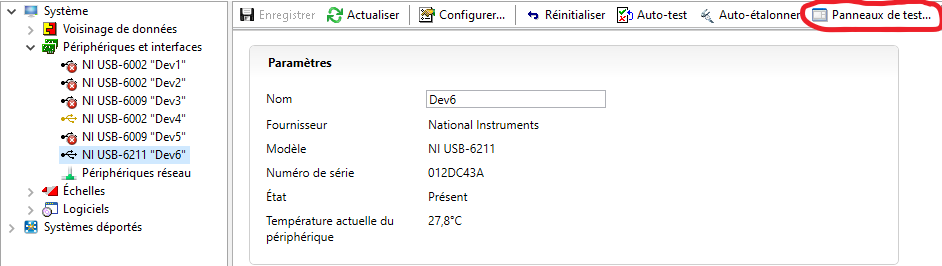 Système
Voisinage de données
Périphériques et interfaces
NI USB-6002 "Dev1"
NI USB-6002 "Dev2"
NI USB-6009 "Dev3"
NI USB-6002 "Dev4"
NI USB-6009 "Dev5"
NI USB-6211 "Dev6"
Périphériques réseau
Échelles
Logiciels
Systèmes déportés
Enregistrer Actualiser Configurer... Réinitialiser Auto-test Auto-étalonner Panneaux de test...
Paramètres
Nom Dev6
Fournisseur National Instruments
Modèle NI USB-6211
Numéro de série 012DC43A
État Présent
Température actuelle du 27,8°C
périphérique